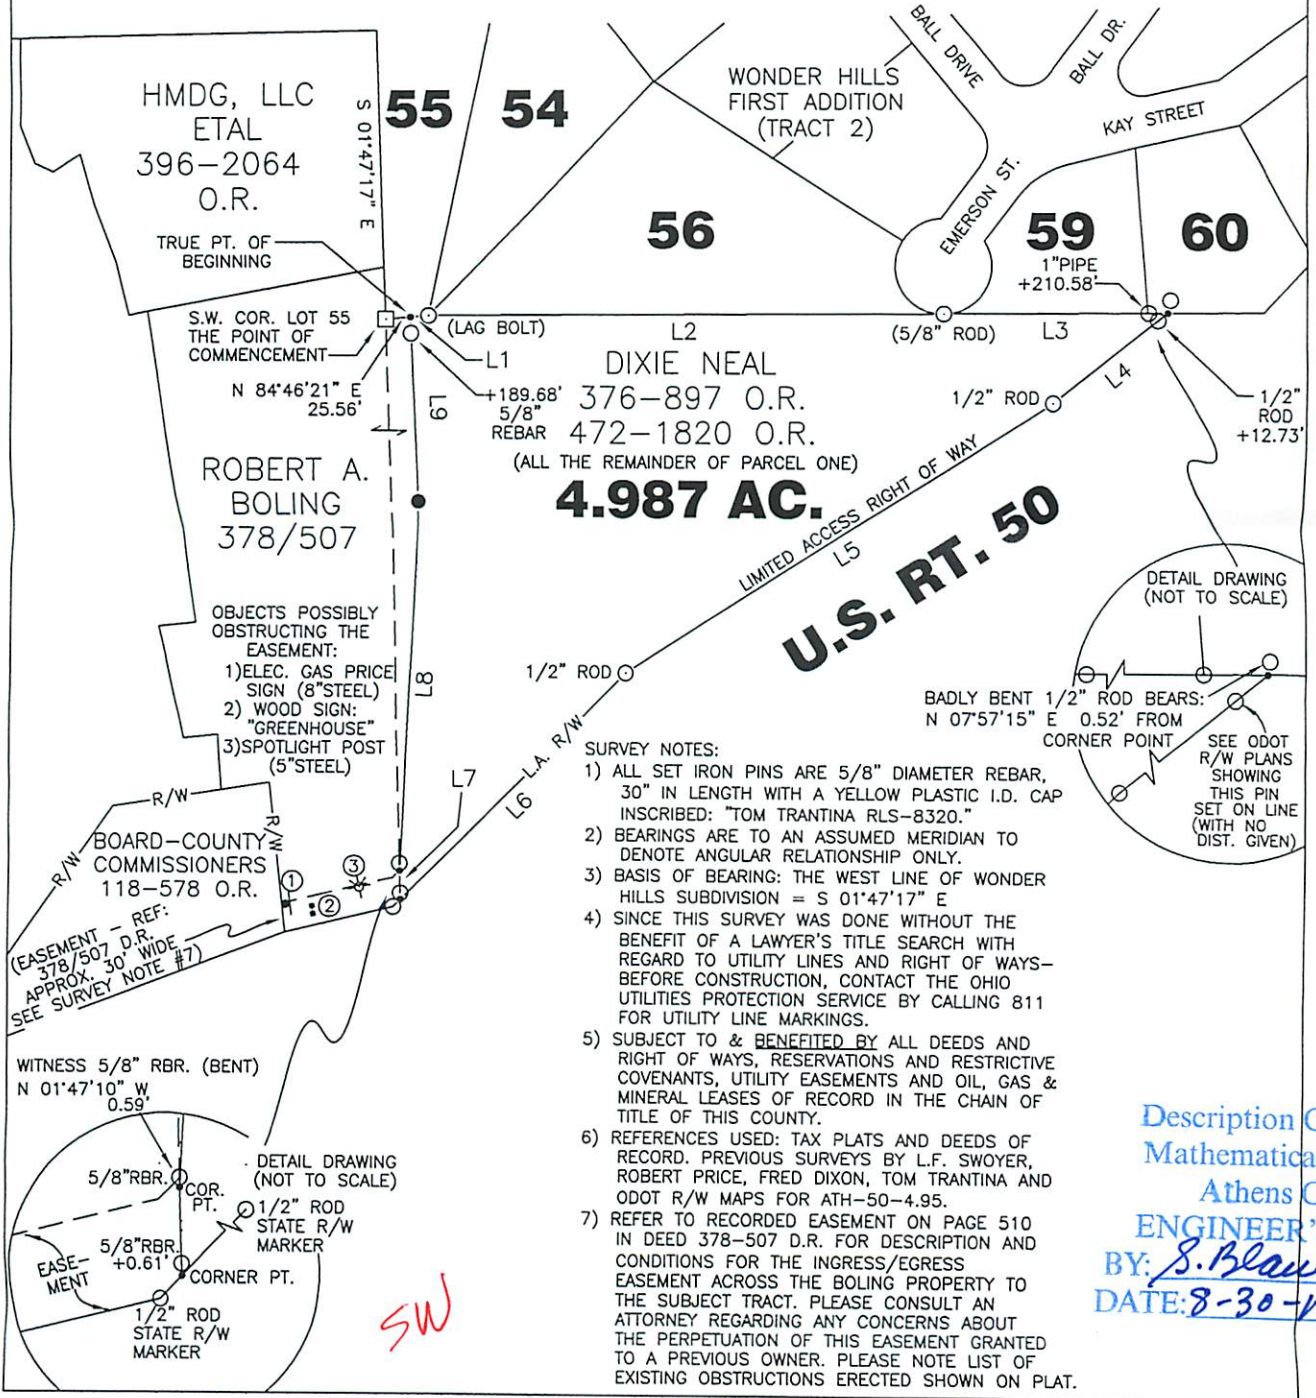 HMDG, LLC
ETAL
396-2064
O.R.
S 01°47'17" E
55
54
WONDER HILLS
FIRST ADDITION
(TRACT 2)
BALL DRIVE
BALL DR.
KAY STREET
EMERSON ST.
56
59
60
1"PIPE
+210.58'
TRUE PT. OF
BEGINNING
S.W. COR. LOT 55
THE POINT OF
COMMENCEMENT
N 84°46'21" E
25.56'
(LAG BOLT)
L1
L2
(5/8" ROD)
L3
L4
+189.68'
5/8"
REBAR
L9
DIXIE NEAL
376-897 O.R.
472-1820 O.R.
(ALL THE REMAINDER OF PARCEL ONE)
4.987 AC.
1/2" ROD
1/2"
ROD
+12.73'
ROBERT A.
BOLING
378/507
LIMITED ACCESS RIGHT OF WAY
L5
U.S. RT. 50
DETAIL DRAWING
(NOT TO SCALE)
OBJECTS POSSIBLY
OBSTRUCTING THE
EASEMENT:
1)ELEC. GAS PRICE
SIGN (8"STEEL)
2) WOOD SIGN:
"GREENHOUSE"
3)SPOTLIGHT POST
(5"STEEL)
L8
1/2" ROD
BADLY BENT 1/2" ROD BEARS:
N 07°57'15" E 0.52' FROM
CORNER POINT
SEE ODOT
R/W PLANS
SHOWING
THIS PIN
SET ON LINE
(WITH NO
DIST. GIVEN)
L.A. R/W
L6
L7
R/W
R/W
R/W
BOARD-COUNTY
COMMISSIONERS
118-578 O.R.
1
2
3
(EASEMENT - REF:
378/507 D.R.
APPROX. 30' WIDE
SEE SURVEY NOTE #7)
SURVEY NOTES:
1) ALL SET IRON PINS ARE 5/8" DIAMETER REBAR,
30" IN LENGTH WITH A YELLOW PLASTIC I.D. CAP
INSCRIBED: "TOM TRANTINA RLS-8320."
2) BEARINGS ARE TO AN ASSUMED MERIDIAN TO
DENOTE ANGULAR RELATIONSHIP ONLY.
3) BASIS OF BEARING: THE WEST LINE OF WONDER
HILLS SUBDIVISION = S 01°47'17" E
4) SINCE THIS SURVEY WAS DONE WITHOUT THE
BENEFIT OF A LAWYER'S TITLE SEARCH WITH
REGARD TO UTILITY LINES AND RIGHT OF WAYS-
BEFORE CONSTRUCTION, CONTACT THE OHIO
UTILITIES PROTECTION SERVICE BY CALLING 811
FOR UTILITY LINE MARKINGS.
5) SUBJECT TO & BENEFITED BY ALL DEEDS AND
RIGHT OF WAYS, RESERVATIONS AND RESTRICTIVE
COVENANTS, UTILITY EASEMENTS AND OIL, GAS &
MINERAL LEASES OF RECORD IN THE CHAIN OF
TITLE OF THIS COUNTY.
6) REFERENCES USED: TAX PLATS AND DEEDS OF
RECORD. PREVIOUS SURVEYS BY L.F. SWOYER,
ROBERT PRICE, FRED DIXON, TOM TRANTINA AND
ODOT R/W MAPS FOR ATH-50-4.95.
7) REFER TO RECORDED EASEMENT ON PAGE 510
IN DEED 378-507 D.R. FOR DESCRIPTION AND
CONDITIONS FOR THE INGRESS/EGRESS
EASEMENT ACROSS THE BOLING PROPERTY TO
THE SUBJECT TRACT. PLEASE CONSULT AN
ATTORNEY REGARDING ANY CONCERNS ABOUT
THE PERPETUATION OF THIS EASEMENT GRANTED
TO A PREVIOUS OWNER. PLEASE NOTE LIST OF
EXISTING OBSTRUCTIONS ERECTED SHOWN ON PLAT.
WITNESS 5/8" RBR. (BENT)
N 01°47'10" W
0.59'
DETAIL DRAWING
(NOT TO SCALE)
5/8"RBR.
COR.
PT.
1/2" ROD
STATE R/W
MARKER
5/8"RBR.
+0.61'
CORNER PT.
EASE-
MENT
1/2" ROD
STATE R/W
MARKER
SW
Description
Mathematica
Athens
ENGINEER'
BY: S.
DATE: 8-30-